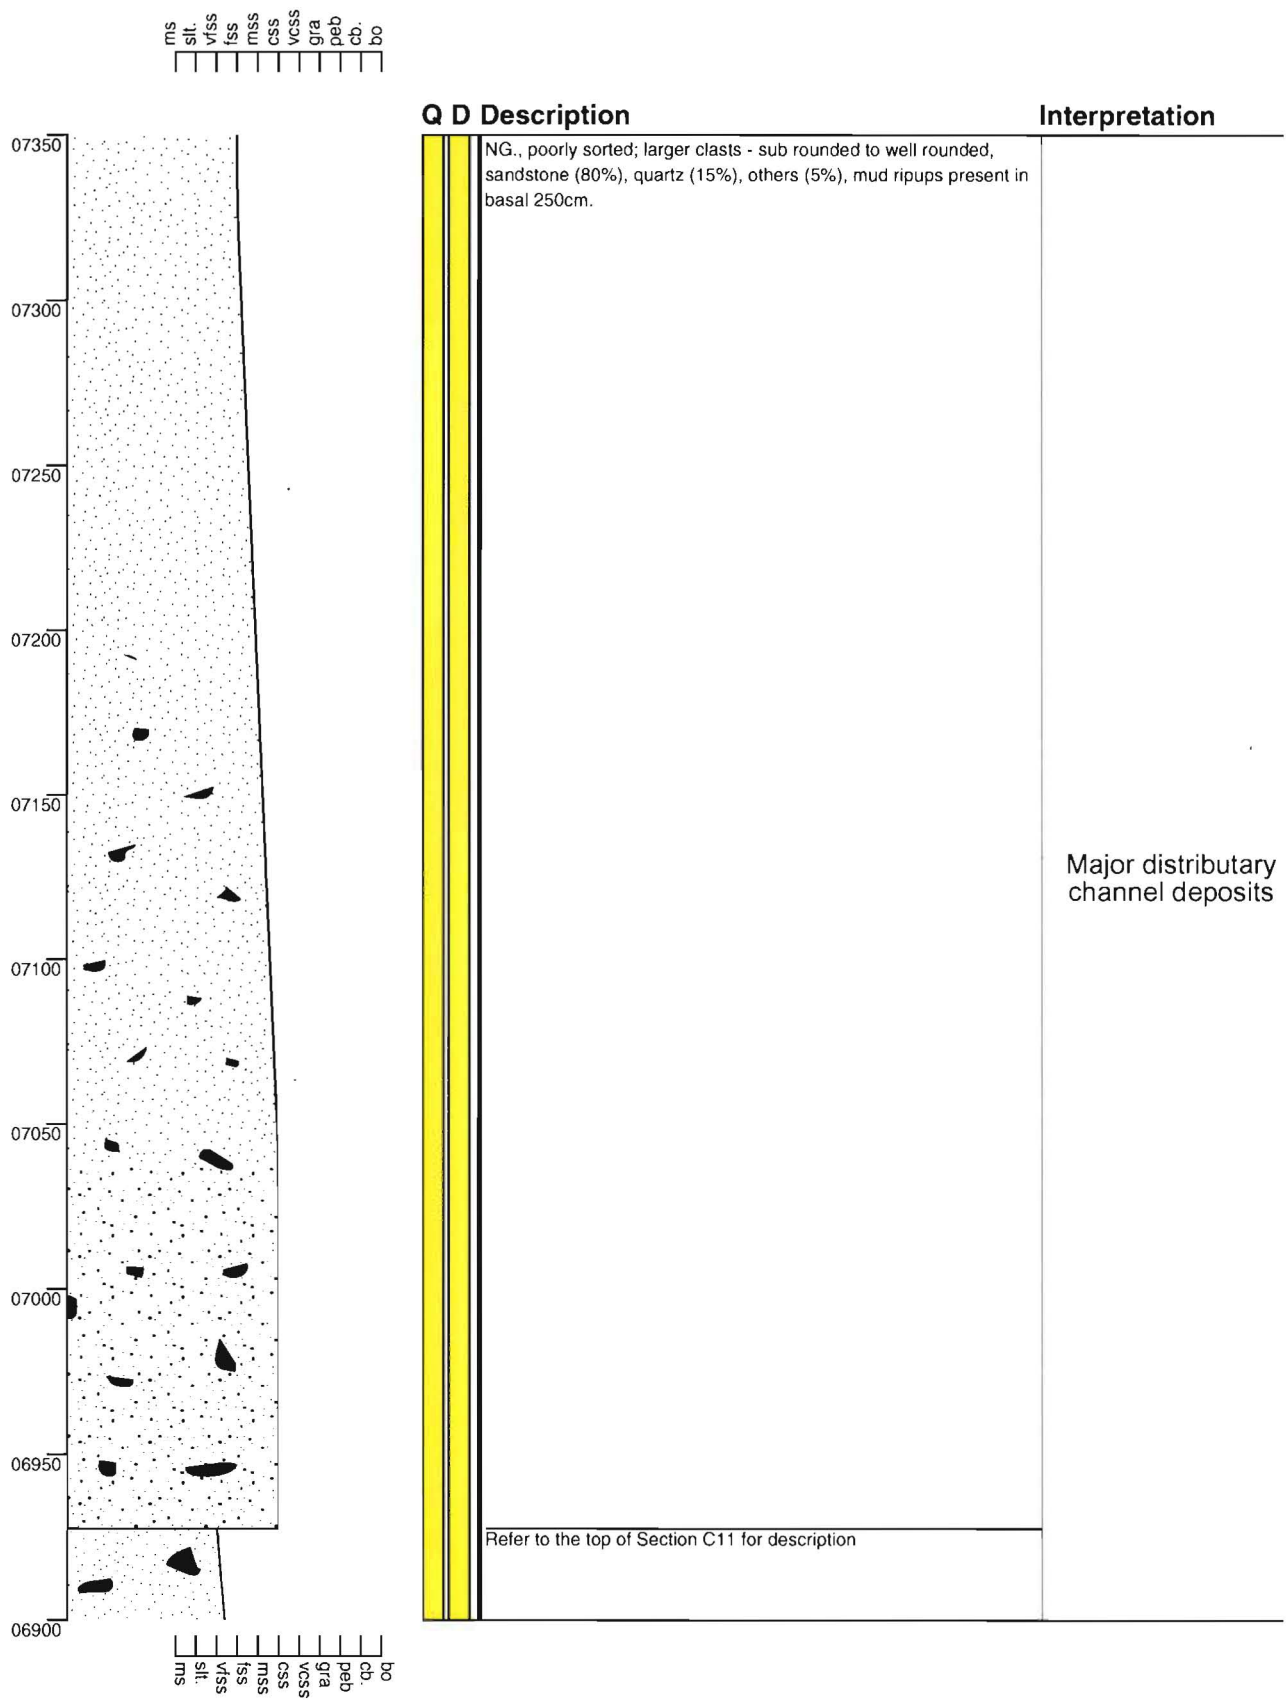 ms
slt.
vfss
fss
mss
css
vcss
gra
peb
cb.
bo
Q D Description Interpretation
07350
NG., poorly sorted; larger clasts - sub rounded to well rounded,
sandstone (80%), quartz (15%), others (5%), mud ripups present in
basal 250cm.
07300
07250
07200
07150
Major distributary
channel deposits
07100
07050
07000
06950
Refer to the top of Section C11 for description
06900
ms
slt.
vfss
fss
mss
css
vcss
gra
peb
cb.
bo